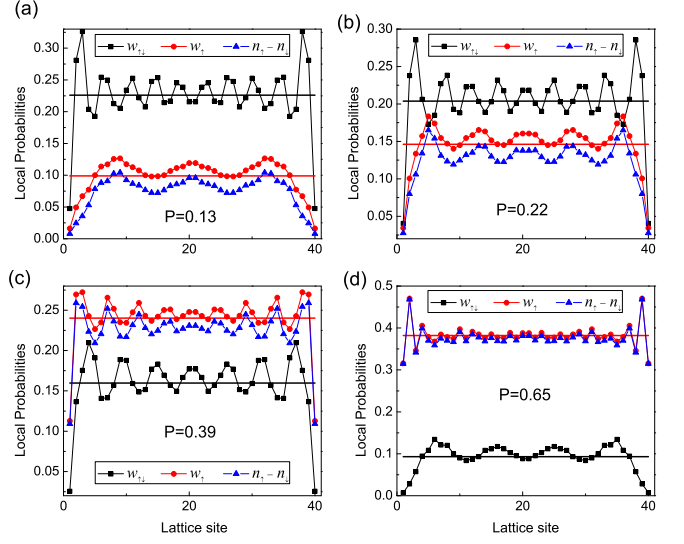 (a)
(b)
Local Probabilities
0.30
0.25
0.20
0.15
0.10
0.05
0.00
w↑↓ w↑ n↑ − n↓
P=0.13
0 20 40
Local Probabilities
0.30
0.25
0.20
0.15
0.10
0.05
w↑↓ w↑ n↑ − n↓
P=0.22
0 20 40
(c)
(d)
Local Probabilities
0.25
0.20
0.15
0.10
0.05
P=0.39
w↑↓ w↑ n↑ − n↓
0 20 40
Lattice site
Local Probabilities
0.5
0.4
0.3
0.2
0.1
0.0
w↑↓ w↑ n↑ − n↓
P=0.65
0 20 40
Lattice site